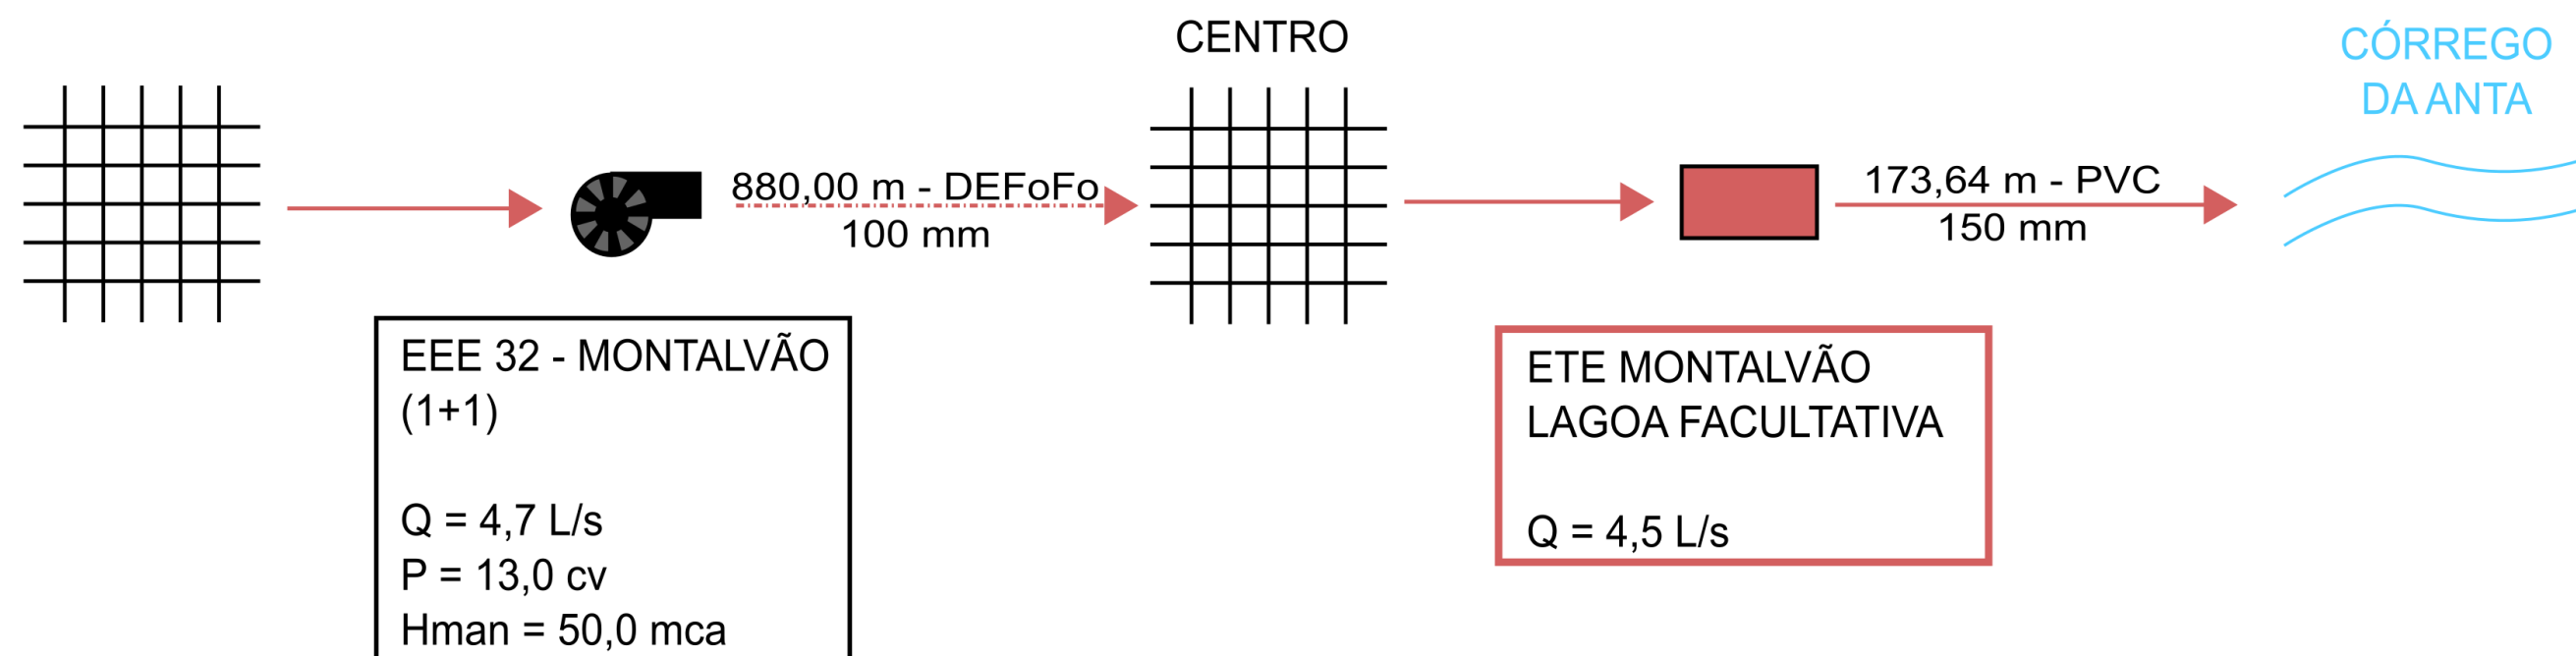 CENTRO
CÓRREGO
DA ANTA
880,00 m - DEFoFo
100 mm
173,64 m - PVC
150 mm
EEE 32 - MONTALVÃO
(1+1)
Q = 4,7 L/s
P = 13,0 cv
Hman = 50,0 mca
ETE MONTALVÃO
LAGOA FACULTATIVA
Q = 4,5 L/s